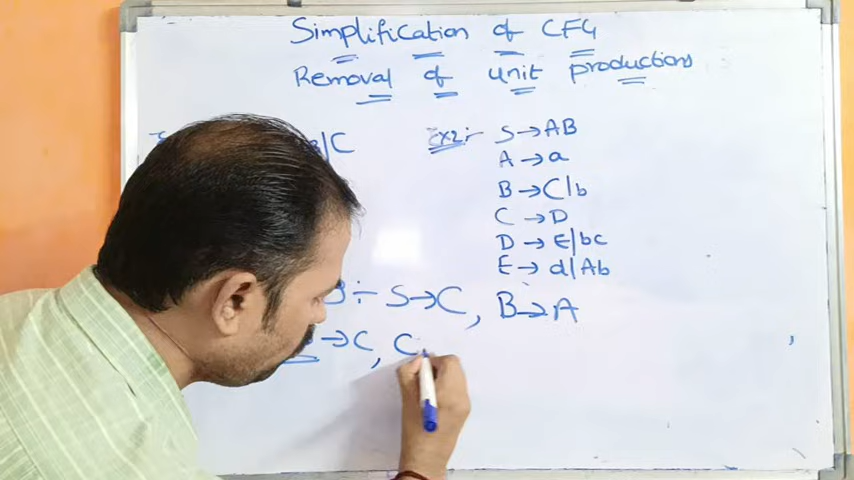 Simplification of CFG
Removal of unit productions
|C
Ex2:- S→AB
A→a
B→C|b
C→D
D→E|bc
E→d|Ab
B ÷ S→C, B→A
→C, C